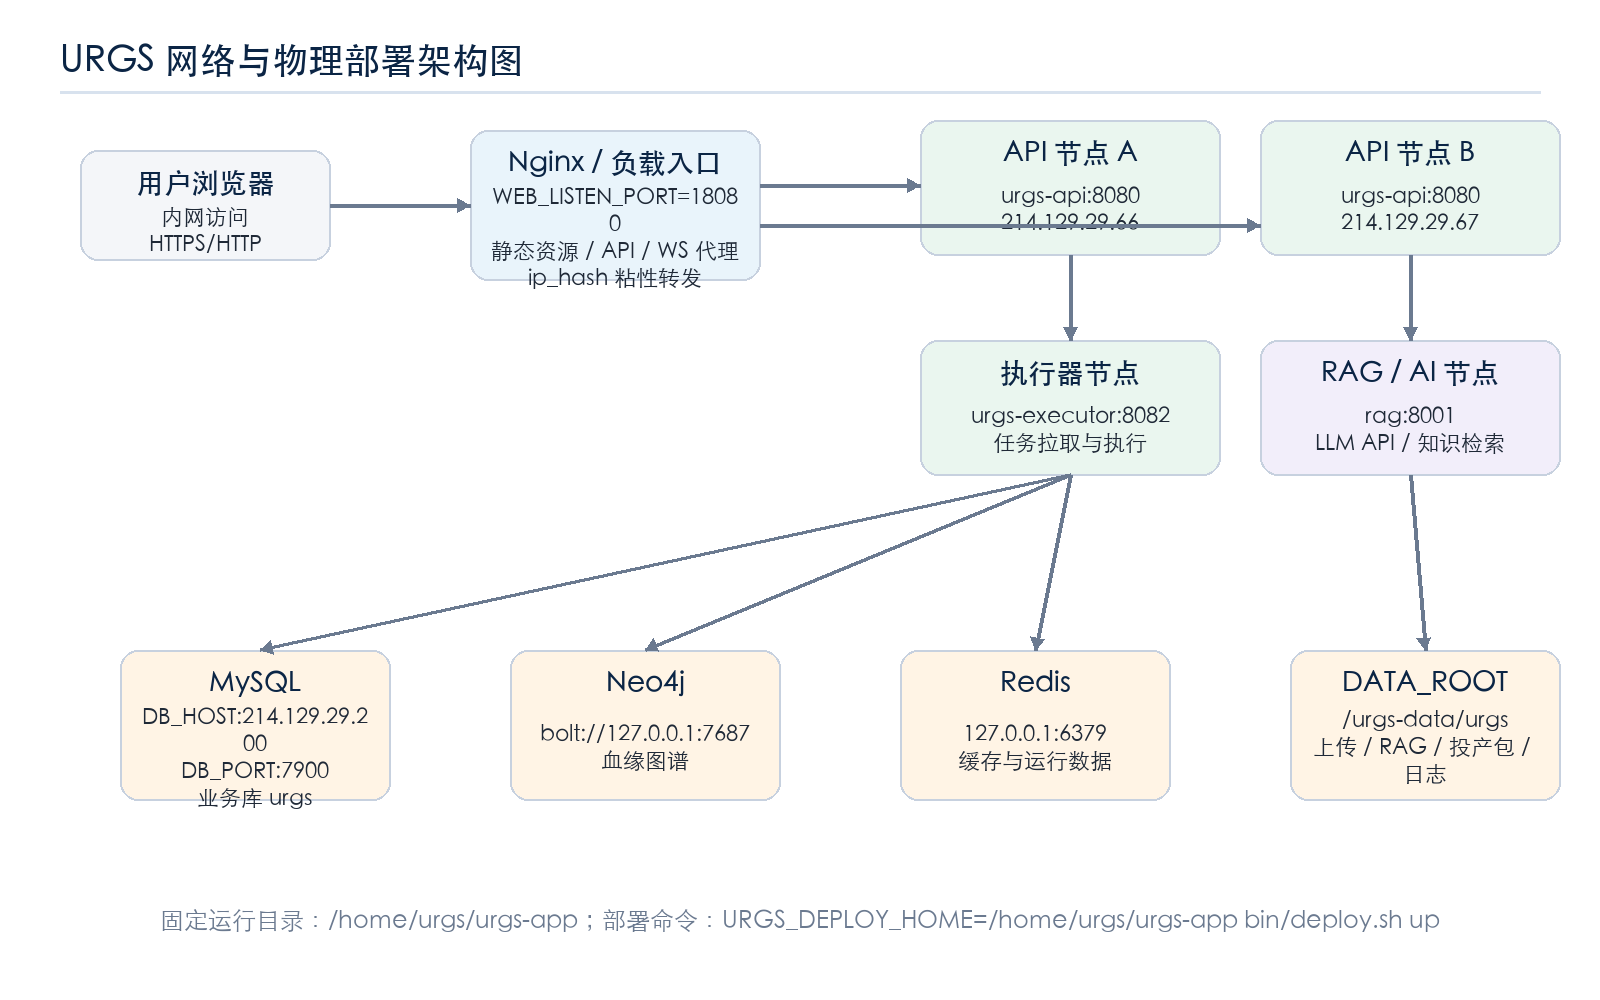 URGS 网络与物理部署架构图
用户浏览器
内网访问
HTTPS/HTTP
Nginx / 负载入口
WEB_LISTEN_PORT=1808
0
静态资源 / API / WS 代理
ip_hash 粘性转发
API 节点 A
urgs-api:8080
214.129.29.66
API 节点 B
urgs-api:8080
214.129.29.67
执行器节点
urgs-executor:8082
任务拉取与执行
RAG / AI 节点
rag:8001
LLM API / 知识检索
MySQL
DB_HOST:214.129.29.2
00
DB_PORT:7900
业务库 urgs
Neo4j
bolt://127.0.0.1:7687
血缘图谱
Redis
127.0.0.1:6379
缓存与运行数据
DATA_ROOT
/urgs-data/urgs
上传 / RAG / 投产包 /
日志
固定运行目录：/home/urgs/urgs-app；部署命令：URGS_DEPLOY_HOME=/home/urgs/urgs-app bin/deploy.sh up